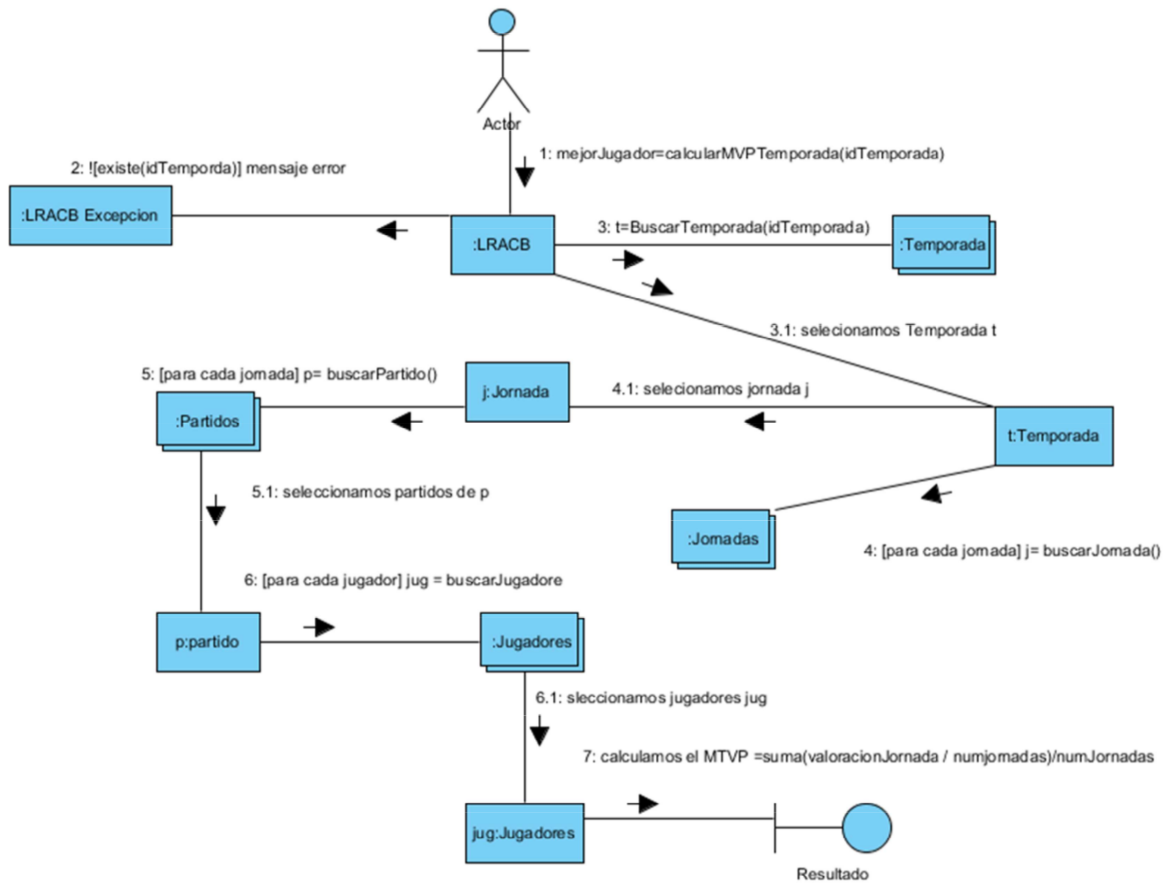 Actor
1: mejorJugador=calcularMVPTemporada(idTemporada)
2: ![existe(idTemporda)] mensaje error
:LRACB Excepcion
:LRACB
3: t=BuscarTemporada(idTemporada)
:Temporada
3.1: selecionamos Temporada t
5: [para cada jornada] p= buscarPartido()
j:Jornada
4.1: selecionamos jornada j
:Partidos
t:Temporada
5.1: seleccionamos partidos de p
:Jornadas
4: [para cada jornada] j= buscarJornada()
6: [para cada jugador] jug = buscarJugadore
p:partido
:Jugadores
6.1: sleccionamos jugadores jug
7: calculamos el MTVP =suma(valoracionJornada / numjornadas)/numJornadas
jug:Jugadores
Resultado